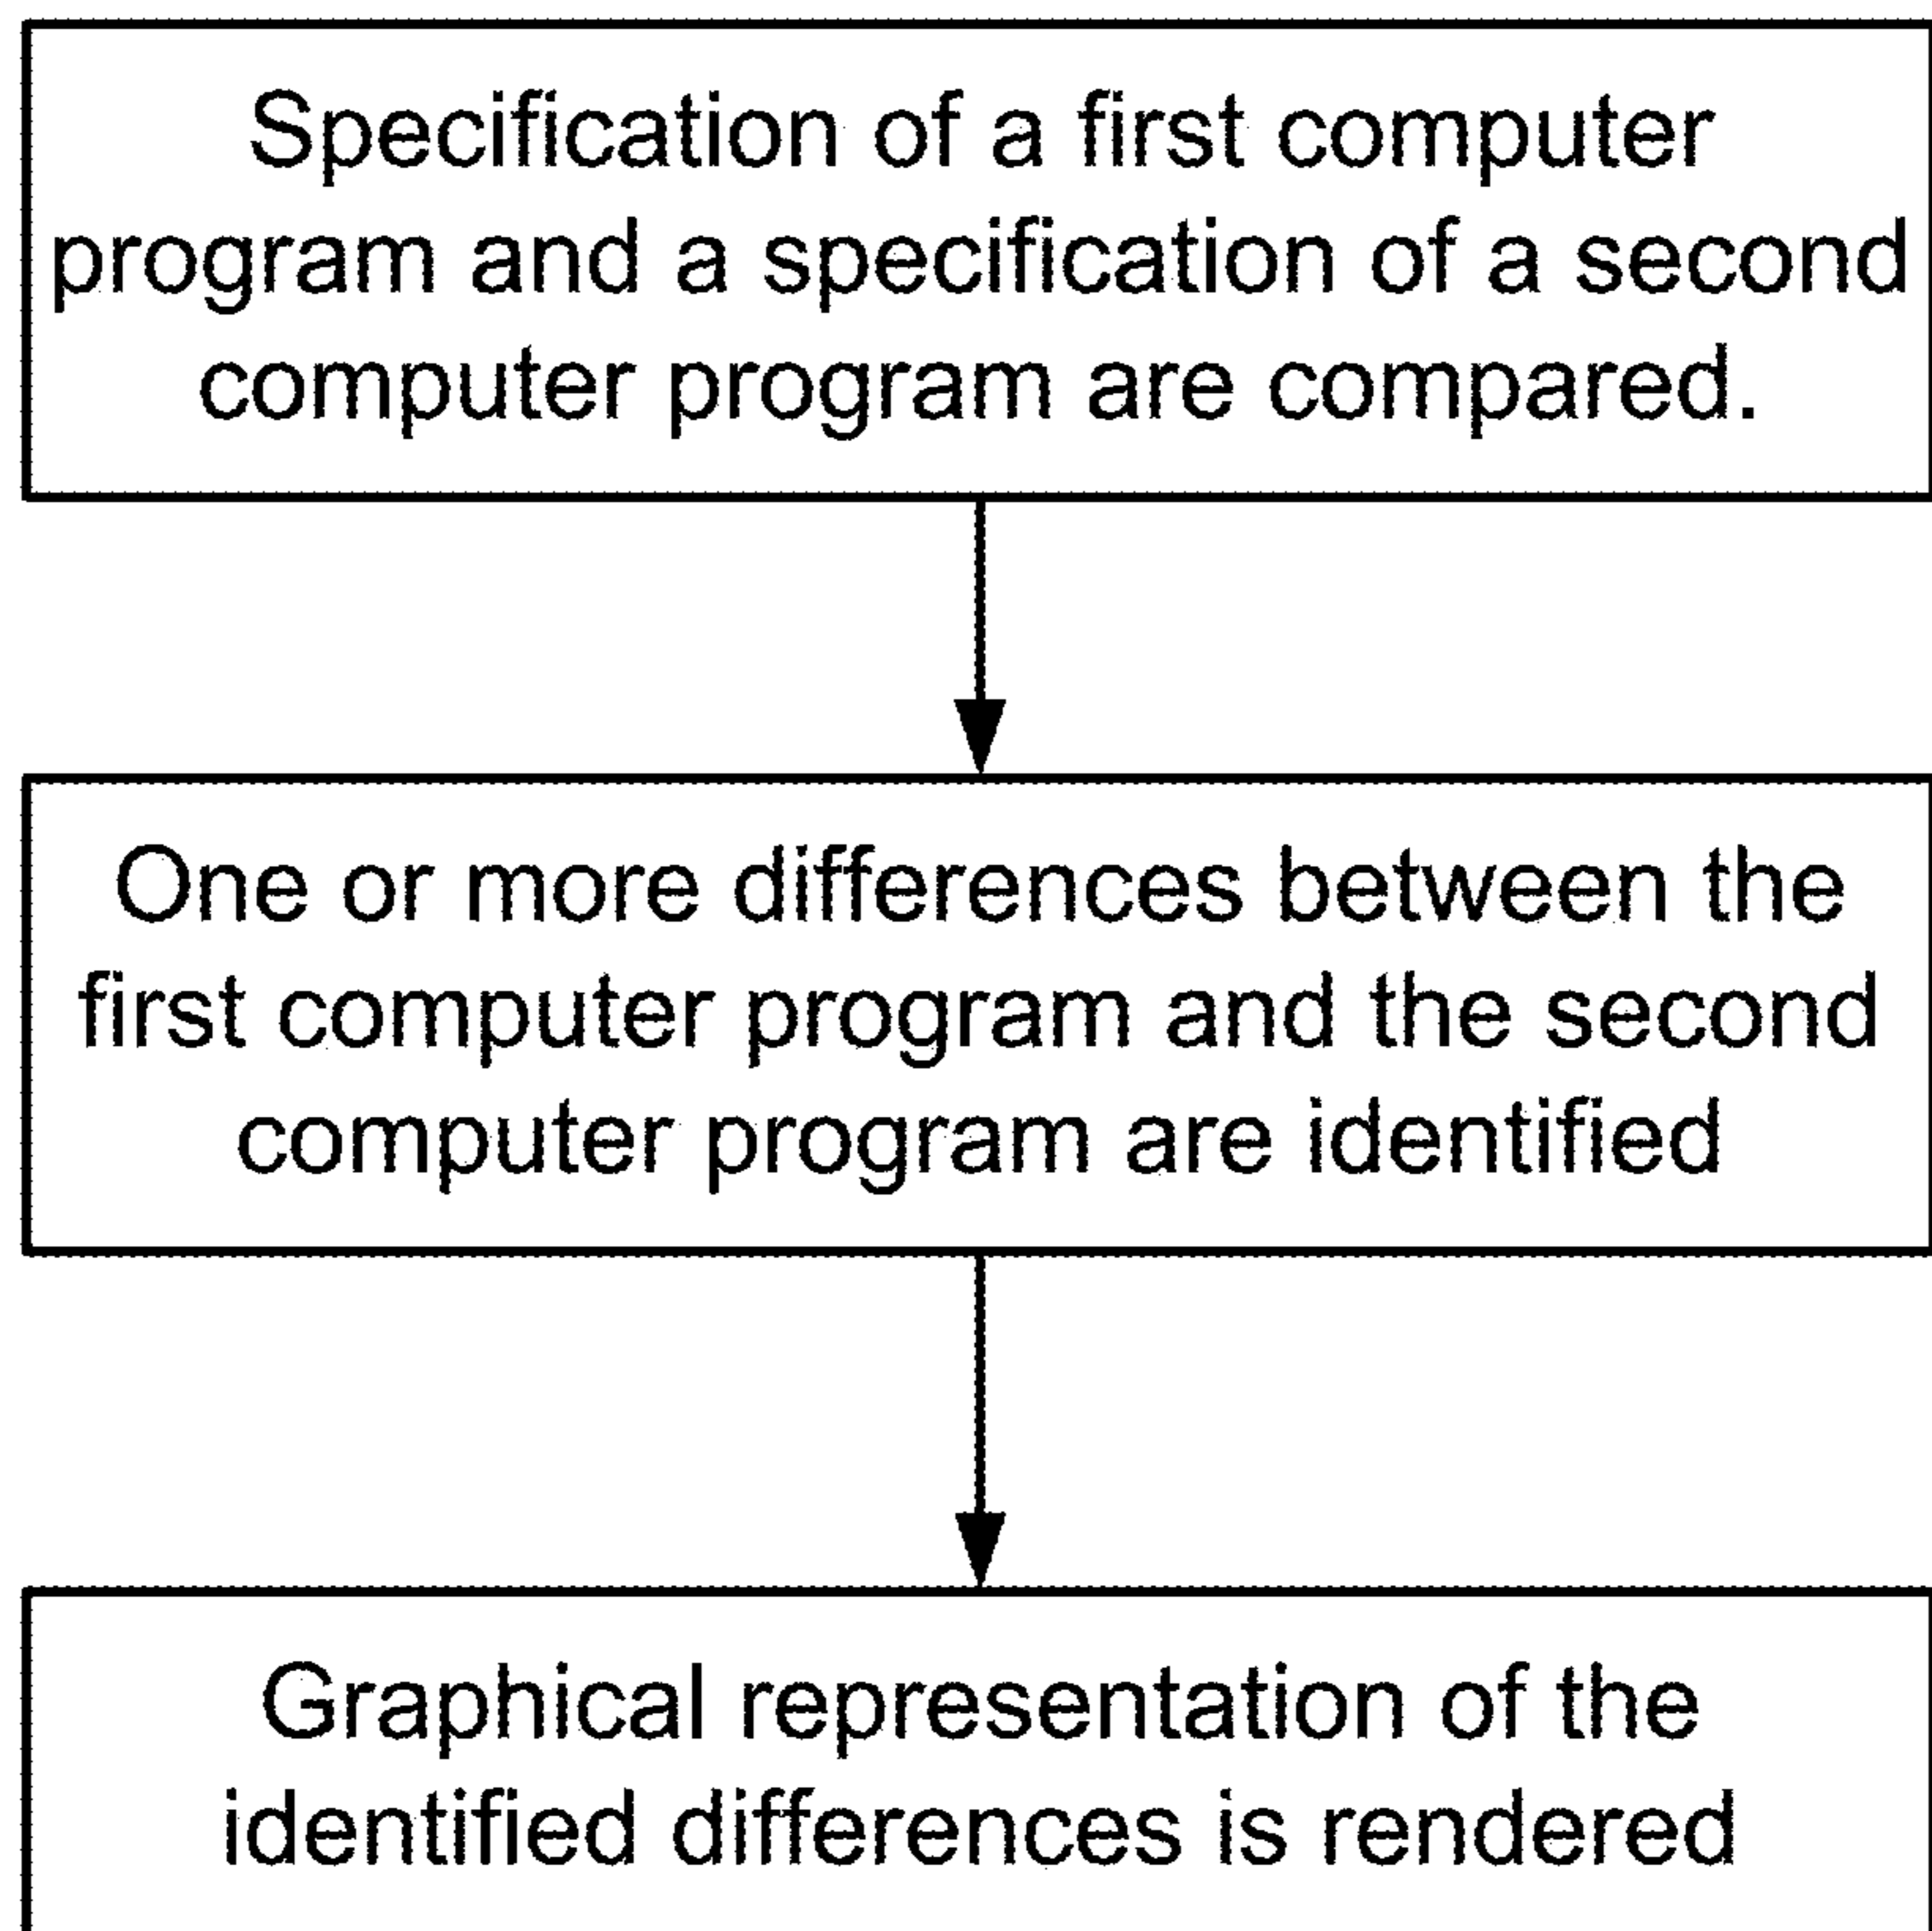 Specification of a first computer
program and a specification of a second
computer program are compared.
One or more differences between the
first computer program and the second
computer program are identified
Graphical representation of the
identified differences is rendered